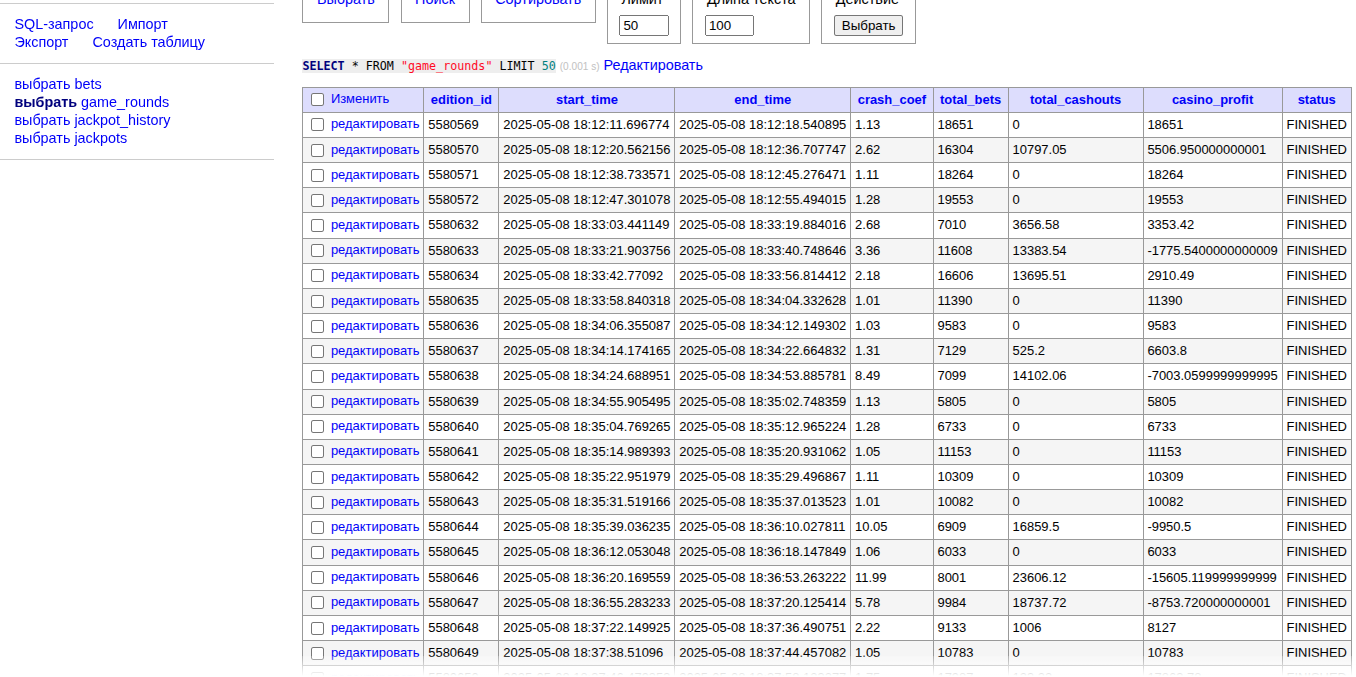 Выбрать Поиск Сортировать Лимит Длина текста Действие
50 100 Выбрать
SQL-запрос Импорт
Экспорт Создать таблицу
выбрать bets
выбрать game_rounds
выбрать jackpot_history
выбрать jackpots
SELECT * FROM "game_rounds" LIMIT 50 (0.001 s) Редактировать
Изменить edition_id start_time end_time crash_coef total_bets total_cashouts casino_profit status
редактировать 5580569 2025-05-08 18:12:11.696774 2025-05-08 18:12:18.540895 1.13 18651 0 18651 FINISHED
редактировать 5580570 2025-05-08 18:12:20.562156 2025-05-08 18:12:36.707747 2.62 16304 10797.05 5506.950000000001 FINISHED
редактировать 5580571 2025-05-08 18:12:38.733571 2025-05-08 18:12:45.276471 1.11 18264 0 18264 FINISHED
редактировать 5580572 2025-05-08 18:12:47.301078 2025-05-08 18:12:55.494015 1.28 19553 0 19553 FINISHED
редактировать 5580632 2025-05-08 18:33:03.441149 2025-05-08 18:33:19.884016 2.68 7010 3656.58 3353.42 FINISHED
редактировать 5580633 2025-05-08 18:33:21.903756 2025-05-08 18:33:40.748646 3.36 11608 13383.54 -1775.5400000000009 FINISHED
редактировать 5580634 2025-05-08 18:33:42.77092 2025-05-08 18:33:56.814412 2.18 16606 13695.51 2910.49 FINISHED
редактировать 5580635 2025-05-08 18:33:58.840318 2025-05-08 18:34:04.332628 1.01 11390 0 11390 FINISHED
редактировать 5580636 2025-05-08 18:34:06.355087 2025-05-08 18:34:12.149302 1.03 9583 0 9583 FINISHED
редактировать 5580637 2025-05-08 18:34:14.174165 2025-05-08 18:34:22.664832 1.31 7129 525.2 6603.8 FINISHED
редактировать 5580638 2025-05-08 18:34:24.688951 2025-05-08 18:34:53.885781 8.49 7099 14102.06 -7003.0599999999995 FINISHED
редактировать 5580639 2025-05-08 18:34:55.905495 2025-05-08 18:35:02.748359 1.13 5805 0 5805 FINISHED
редактировать 5580640 2025-05-08 18:35:04.769265 2025-05-08 18:35:12.965224 1.28 6733 0 6733 FINISHED
редактировать 5580641 2025-05-08 18:35:14.989393 2025-05-08 18:35:20.931062 1.05 11153 0 11153 FINISHED
редактировать 5580642 2025-05-08 18:35:22.951979 2025-05-08 18:35:29.496867 1.11 10309 0 10309 FINISHED
редактировать 5580643 2025-05-08 18:35:31.519166 2025-05-08 18:35:37.013523 1.01 10082 0 10082 FINISHED
редактировать 5580644 2025-05-08 18:35:39.036235 2025-05-08 18:36:10.027811 10.05 6909 16859.5 -9950.5 FINISHED
редактировать 5580645 2025-05-08 18:36:12.053048 2025-05-08 18:36:18.147849 1.06 6033 0 6033 FINISHED
редактировать 5580646 2025-05-08 18:36:20.169559 2025-05-08 18:36:53.263222 11.99 8001 23606.12 -15605.119999999999 FINISHED
редактировать 5580647 2025-05-08 18:36:55.283233 2025-05-08 18:37:20.125414 5.78 9984 18737.72 -8753.720000000001 FINISHED
редактировать 5580648 2025-05-08 18:37:22.149925 2025-05-08 18:37:36.490751 2.22 9133 1006 8127 FINISHED
редактировать 5580649 2025-05-08 18:37:38.51096 2025-05-08 18:37:44.457082 1.05 10783 0 10783 FINISHED